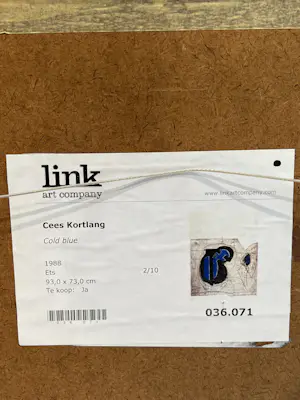 link
art company
www.linkartcompany.com
Cees Kortlang
Cold blue
1988
Ets
2/10
93,0 x 73,0 cm
Te koop: Ja
036.071